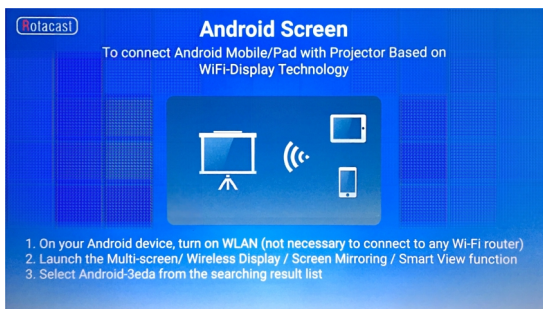 Rotacast
Android Screen
To connect Android Mobile/Pad with Projector Based on
WiFi-Display Technology
1. On your Android device, turn on WLAN (not necessary to connect to any Wi-Fi router)
2. Launch the Multi-screen/ Wireless Display / Screen Mirroring / Smart View function
3. Select Android-3eda from the searching result list